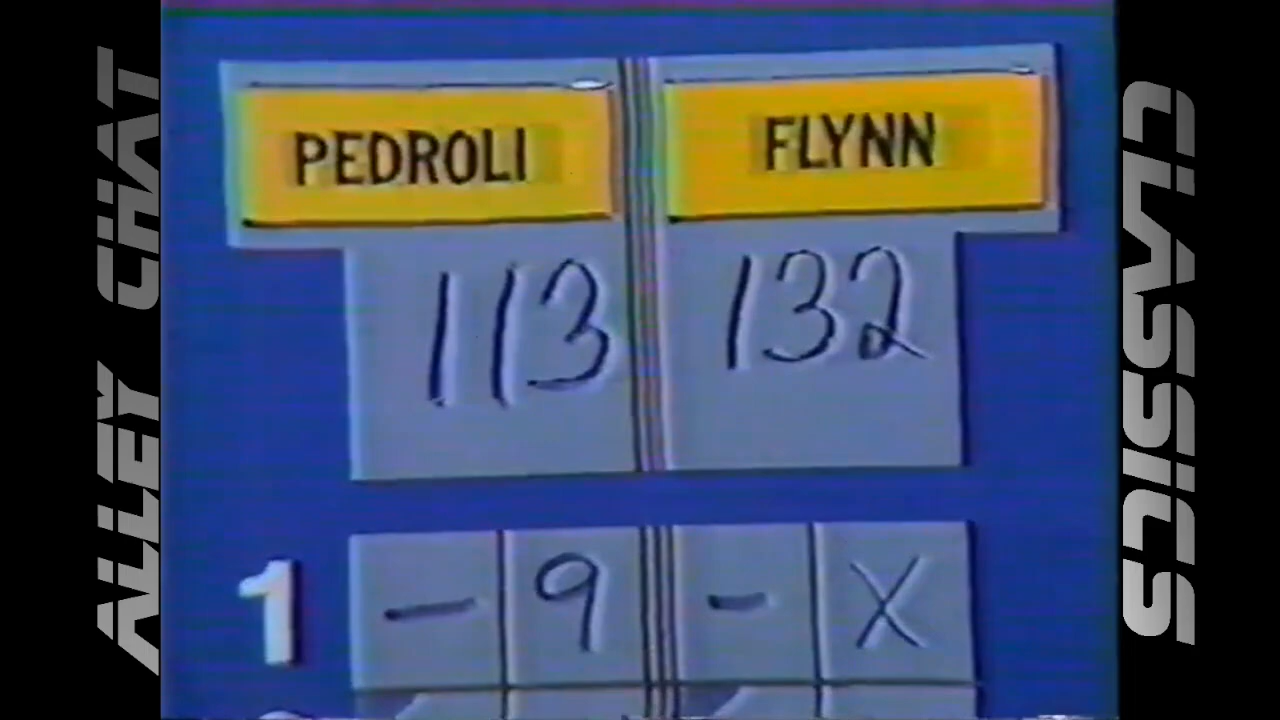 ALLEY CHAT
PEDROLI FLYNN
113 132
1 - 9 - X
CLASSICS